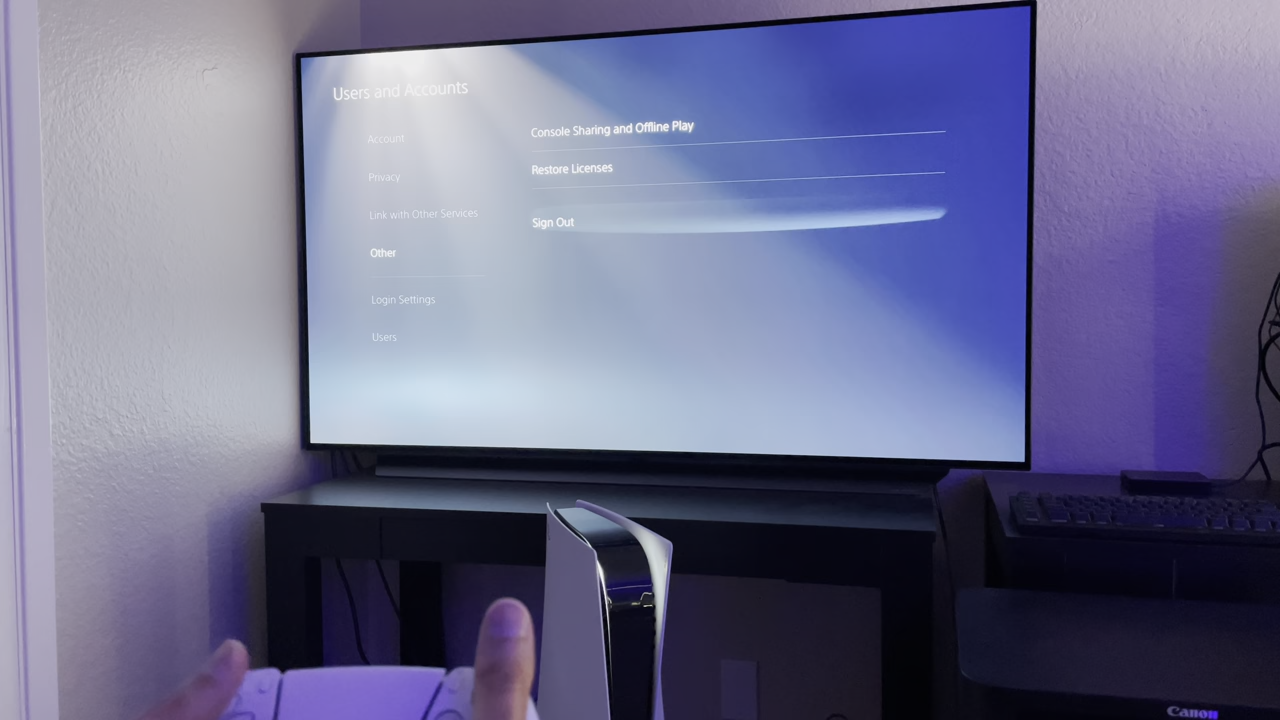 Users and Accounts
Account
Privacy
Link with Other Services
Other
Login Settings
Users
Console Sharing and Offline Play
Restore Licenses
Sign Out
Canon